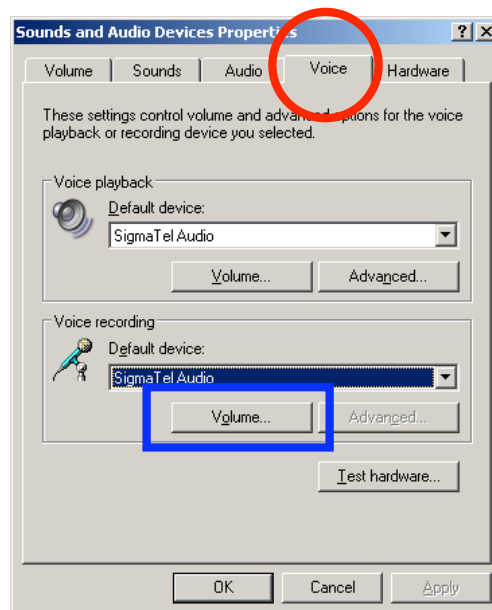 Sounds and Audio Devices Properties
Volume Sounds Audio Voice Hardware
These settings control volume and advanced options for the voice
playback or recording device you selected.
Voice playback
Default device:
SigmaTel Audio
Volume... Advanced...
Voice recording
Default device:
SigmaTel Audio
Volume... Advanced...
Test hardware...
OK Cancel Apply